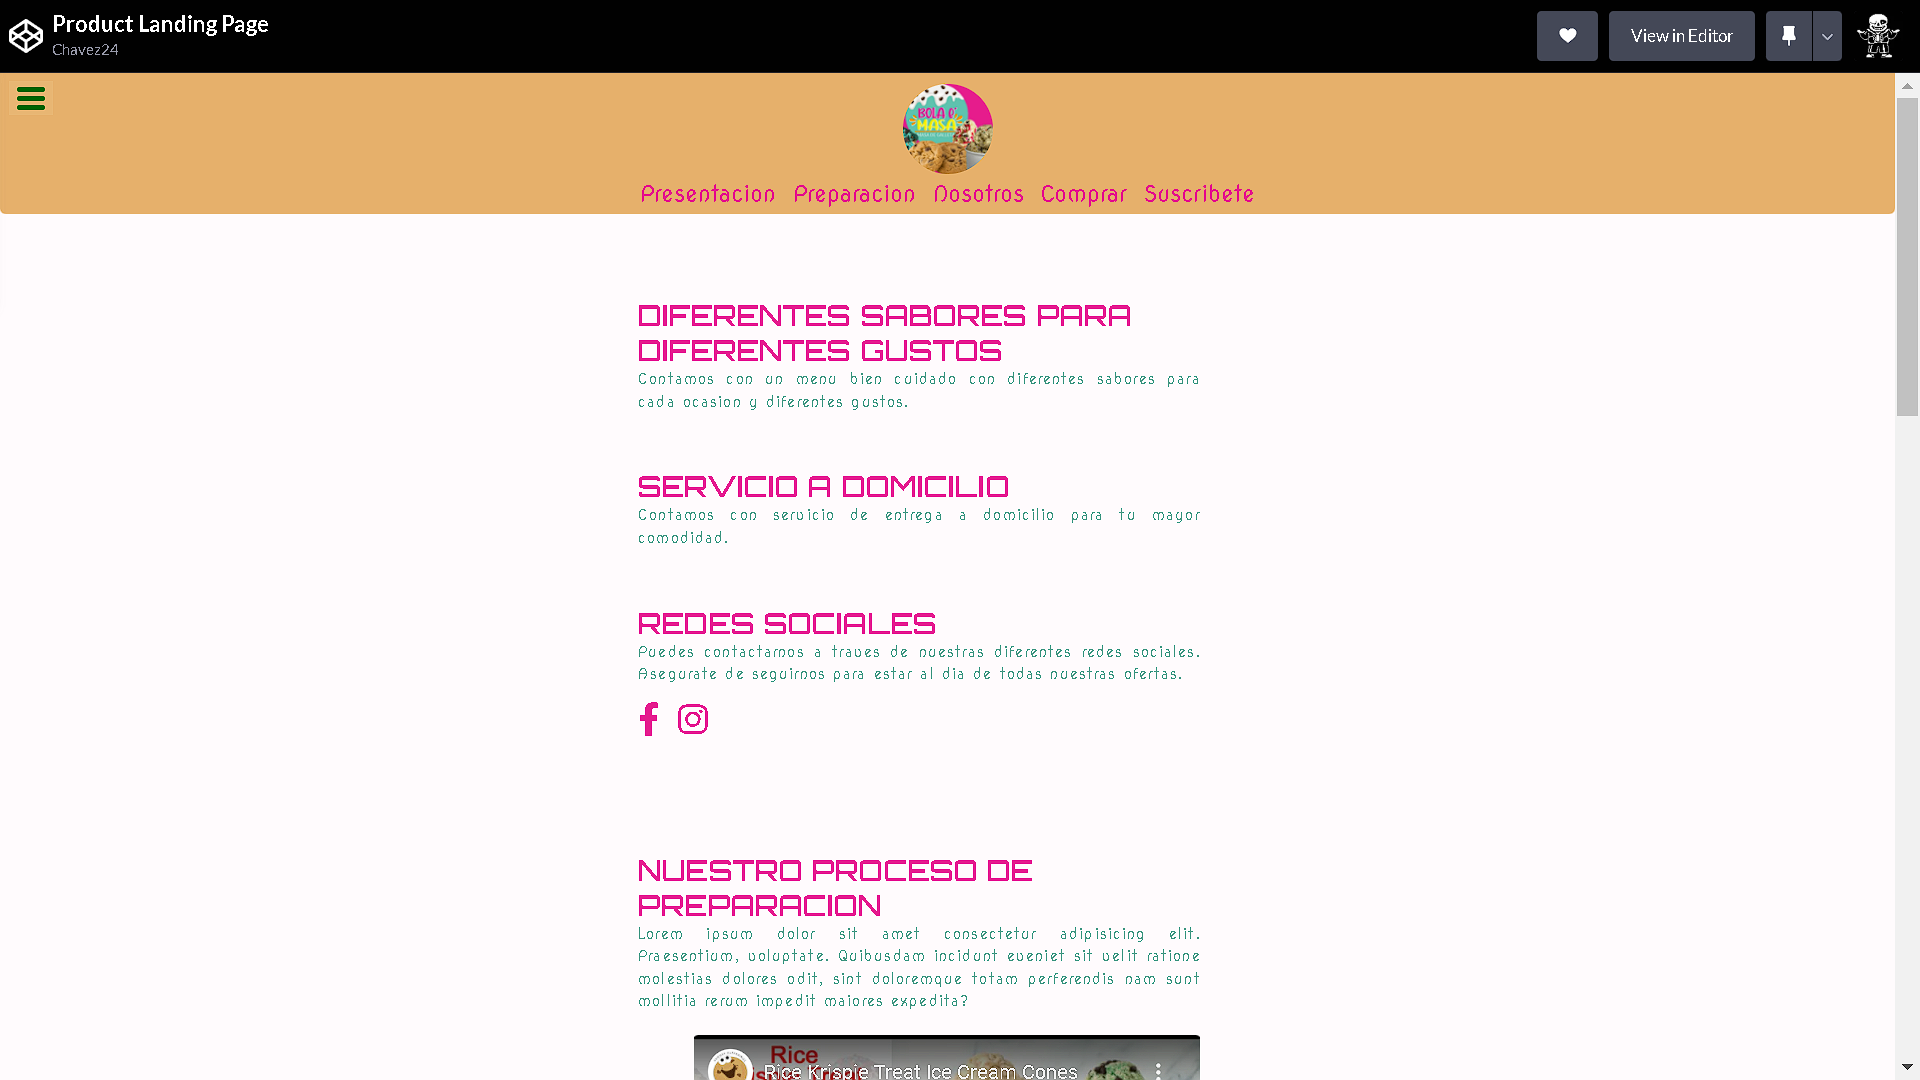 Product Landing Page
Chavez24
View in Editor
BOLA D'
MASA
Presentacion Preparacion Nosotros Comprar Suscribete
DIFERENTES SABORES PARA
DIFERENTES GUSTOS
Contamos con un menu bien cuidado con diferentes sabores para
cada ocasion y diferentes gustos.
SERVICIO A DOMICILIO
Contamos con servicio de entrega a domicilio para tu mayor
comodidad.
REDES SOCIALES
Puedes contactarnos a traves de nuestras diferentes redes sociales.
Asegurate de seguirnos para estar al dia de todas nuestras ofertas.
NUESTRO PROCESO DE
PREPARACION
Lorem ipsum dolor sit amet consectetur adipisicing elit.
Praesentium, voluptate. Quibusdam incidunt eveniet sit velit ratione
molestias dolores odit, sint doloremque totam perferendis nam sunt
mollitia rerum impedit maiores expedita?
Rice
Rice Krispie Treat Ice Cream Cones